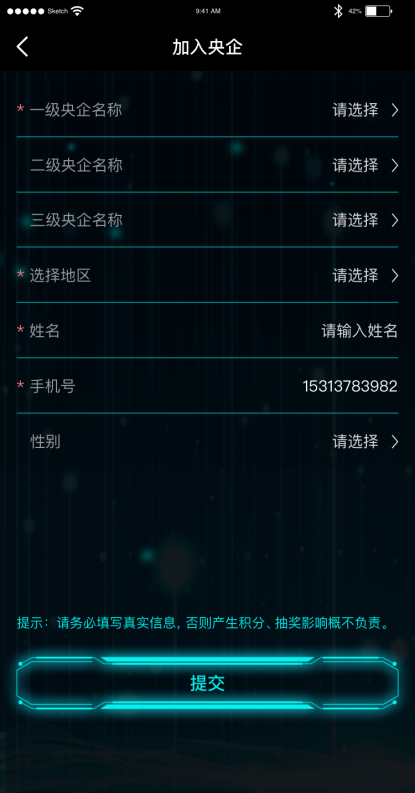 Sketch 9:41 AM 42%
加入央企
* 一级央企名称 请选择
二级央企名称 请选择
三级央企名称 请选择
* 选择地区 请选择
* 姓名 请输入姓名
* 手机号 15313783982
性别 请选择
提示：请务必填写真实信息，否则产生积分、抽奖影响概不负责。
提交